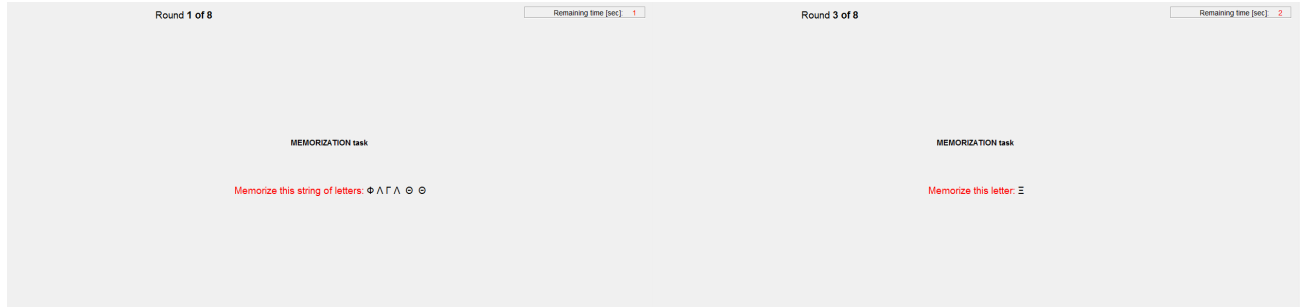 Round 1 of 8
Remaining time [sec]: 1
MEMORIZATION task
Memorize this string of letters: Φ Λ Γ Λ Θ Θ
Round 3 of 8
Remaining time [sec]: 2
MEMORIZATION task
Memorize this letter: Ξ